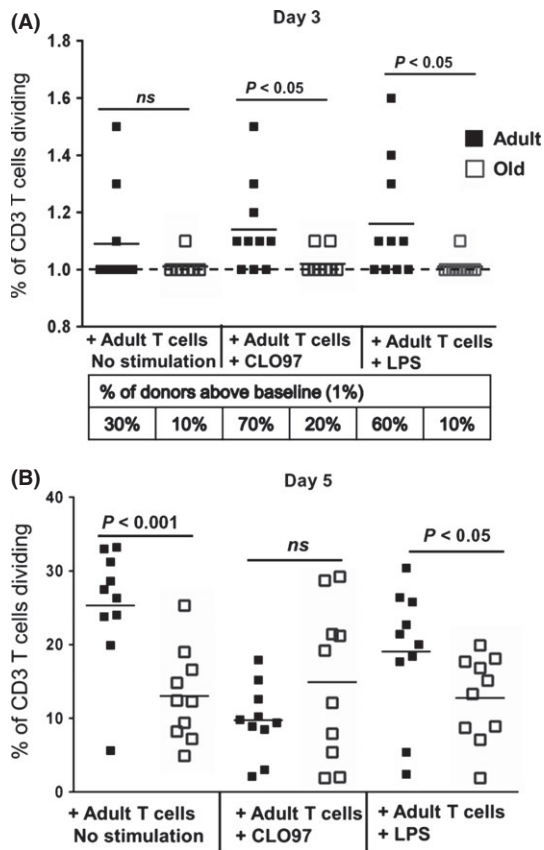 (A)
Day 3
% of CD3 T cells dividing
1.8
1.6
1.4
1.2
1.0
0.8
ns
P < 0.05
P < 0.05
Adult
Old
+ Adult T cells
No stimulation
+ Adult T cells
+ CLO97
+ Adult T cells
+ LPS
% of donors above baseline (1%)
30% 10% 70% 20% 60% 10%
(B)
Day 5
% of CD3 T cells dividing
40
30
20
10
0
P < 0.001
ns
P < 0.05
+ Adult T cells
No stimulation
+ Adult T cells
+ CLO97
+ Adult T cells
+ LPS